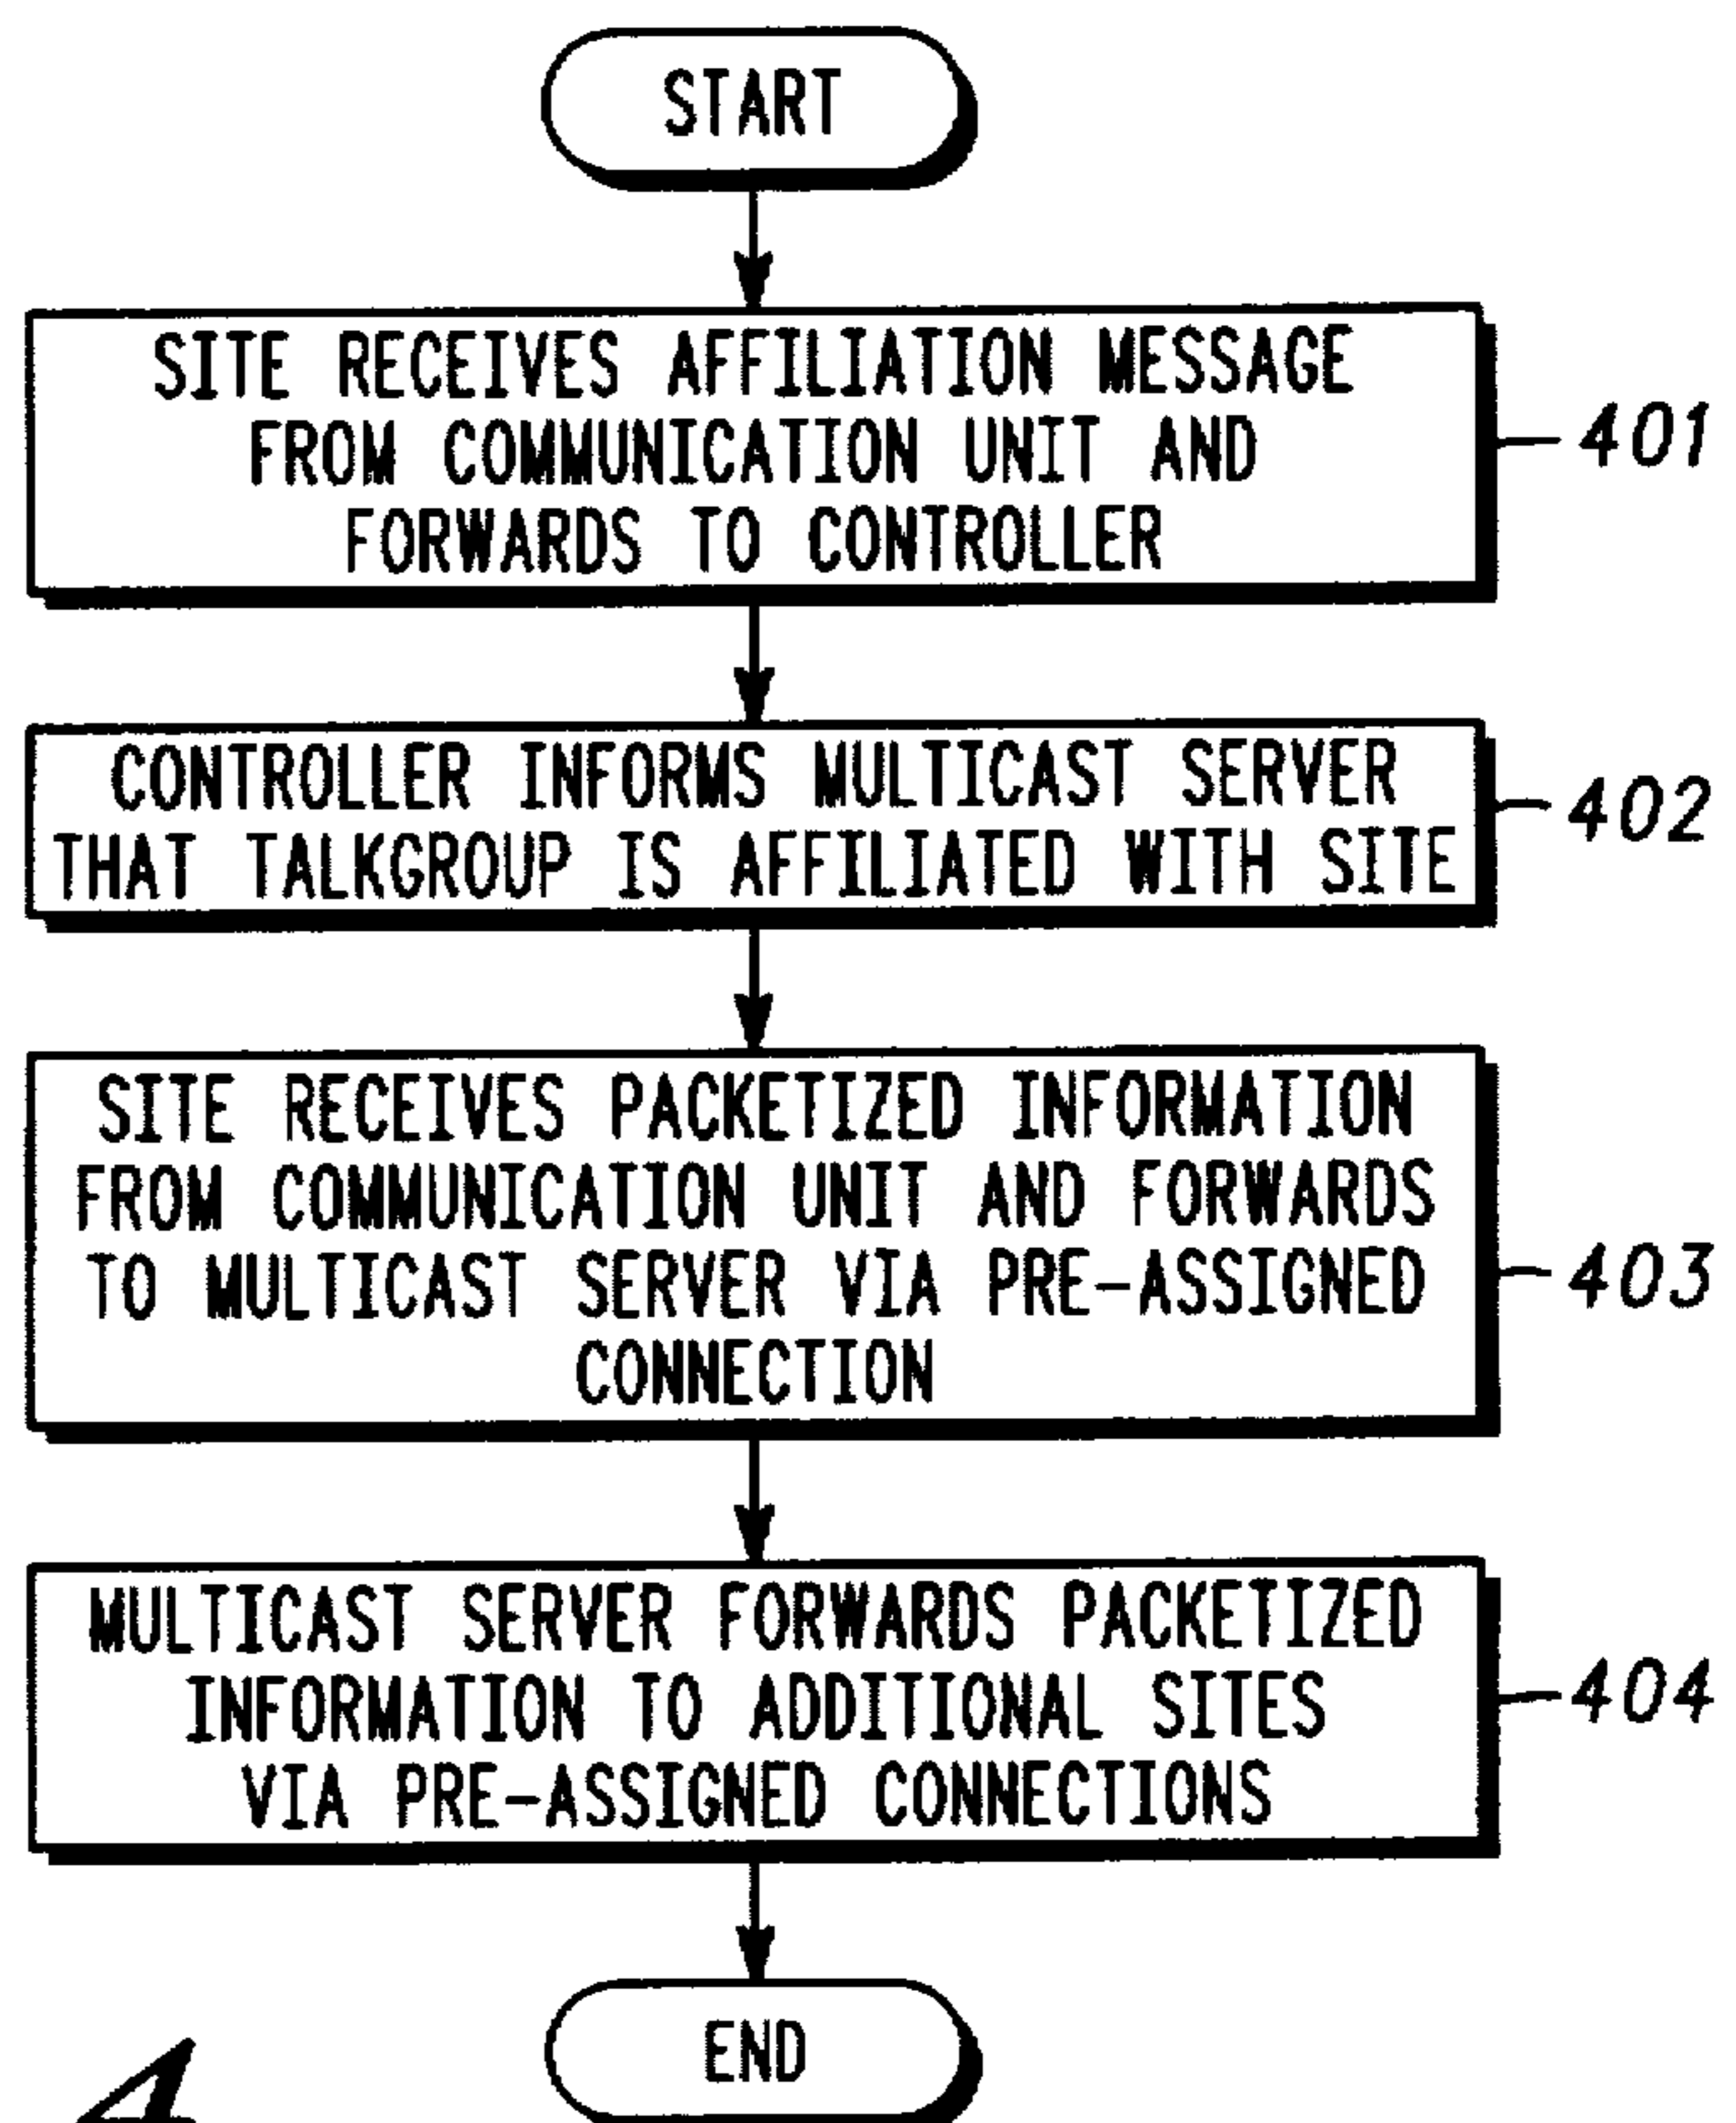 START
SITE RECEIVES AFFILIATION MESSAGE
FROM COMMUNICATION UNIT AND
FORWARDS TO CONTROLLER
401
CONTROLLER INFORMS MULTICAST SERVER
THAT TALKGROUP IS AFFILIATED WITH SITE
402
SITE RECEIVES PACKETIZED INFORMATION
FROM COMMUNICATION UNIT AND FORWARDS
TO MULTICAST SERVER VIA PRE-ASSIGNED
CONNECTION
403
MULTICAST SERVER FORWARDS PACKETIZED
INFORMATION TO ADDITIONAL SITES
VIA PRE-ASSIGNED CONNECTIONS
404
END